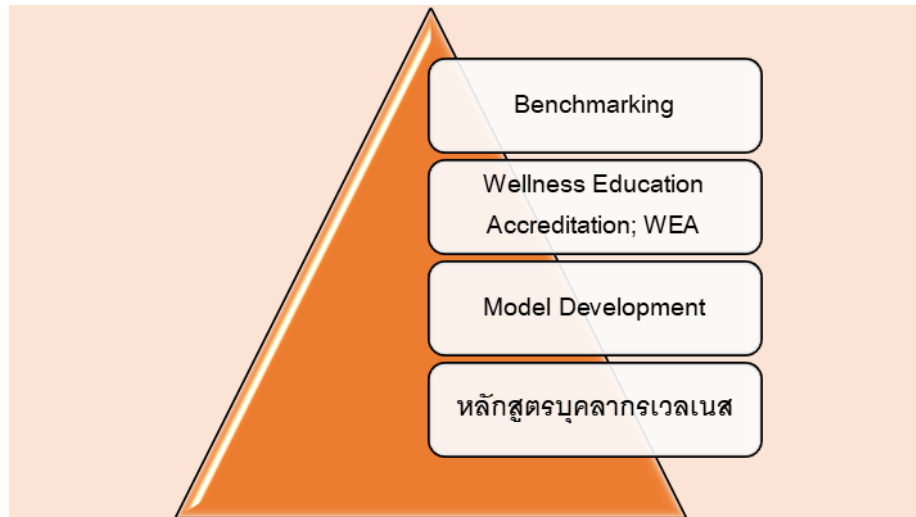 Benchmarking
Wellness Education
Accreditation; WEA
Model Development
หลักสูตรบุคลากรเวลเนส